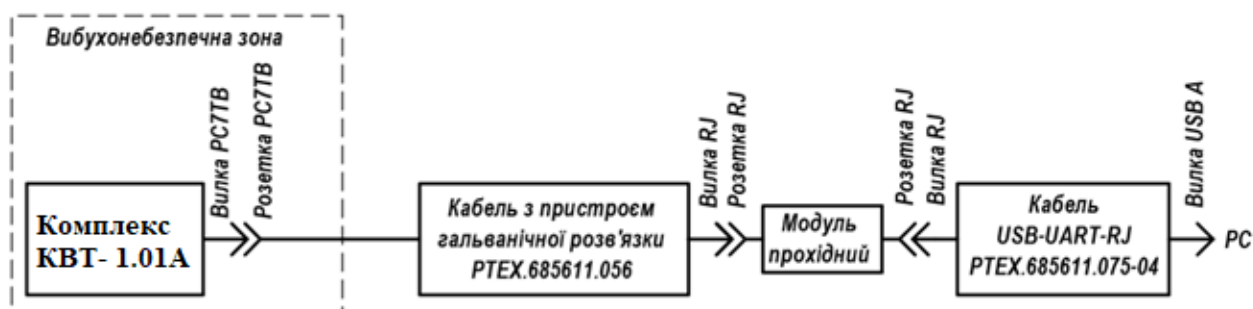 Вибухонебезпечна зона
Вилка РС7ТВ
Розетка РС7ТВ
Комплекс
КВТ- 1.01А
Кабель з пристроєм
гальванічної розв'язки
РТЕХ.685611.056
Вилка RJ
Розетка RJ
Модуль
прохідний
Розетка RJ
Вилка RJ
Кабель
USB-UART-RJ
РТЕХ.685611.075-04
Вилка USB A
PC